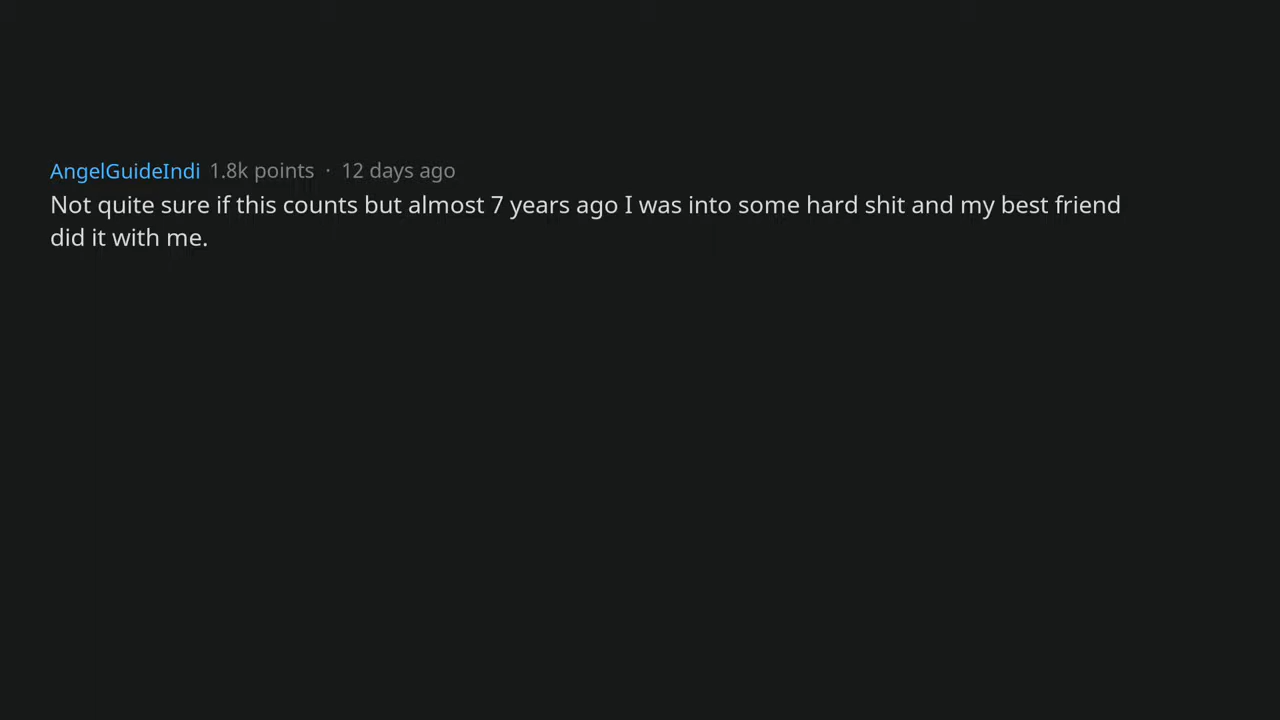 AngelGuideIndi 1.8k points · 12 days ago
Not quite sure if this counts but almost 7 years ago I was into some hard shit and my best friend
did it with me.